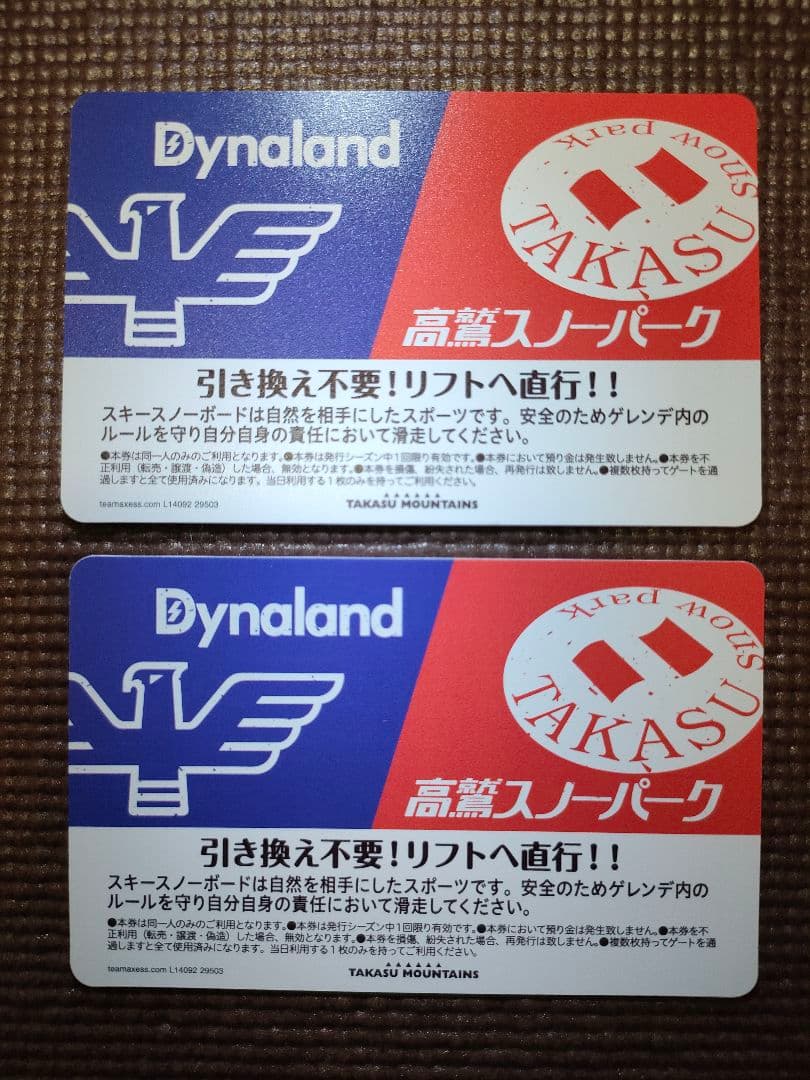 Dynaland
snow park
TAKASU
高鷲スノーパーク
引き換え不要!リフトへ直行!!
スキースノーボードは自然を相手にしたスポーツです。安全のためゲレンデ内の
ルールを守り自分自身の責任において滑走してください。
●本券は同一人のみのご利用となります。●本券は発行シーズン中1回限り有効です。●本券において預り金は発生致しません。●本券を不
正利用(転売・譲渡・偽造)した場合、無効となります。●本券を損傷、紛失された場合、再発行は致しません。●複数枚持ってゲートを通
過しますと全て使用済みになります。当日利用する1枚のみを持ってご利用ください。
teamaxess.com L14092 29503
TAKASU MOUNTAINS
Dynaland
snow park
TAKASU
高鷲スノーパーク
引き換え不要!リフトへ直行!!
スキースノーボードは自然を相手にしたスポーツです。安全のためゲレンデ内の
ルールを守り自分自身の責任において滑走してください。
●本券は同一人のみのご利用となります。●本券は発行シーズン中1回限り有効です。●本券において預り金は発生致しません。●本券を不
正利用(転売・譲渡・偽造)した場合、無効となります。●本券を損傷、紛失された場合、再発行は致しません。●複数枚持ってゲートを通
過しますと全て使用済みになります。当日利用する1枚のみを持ってご利用ください。
teamaxess.com L14092 29503
TAKASU MOUNTAINS